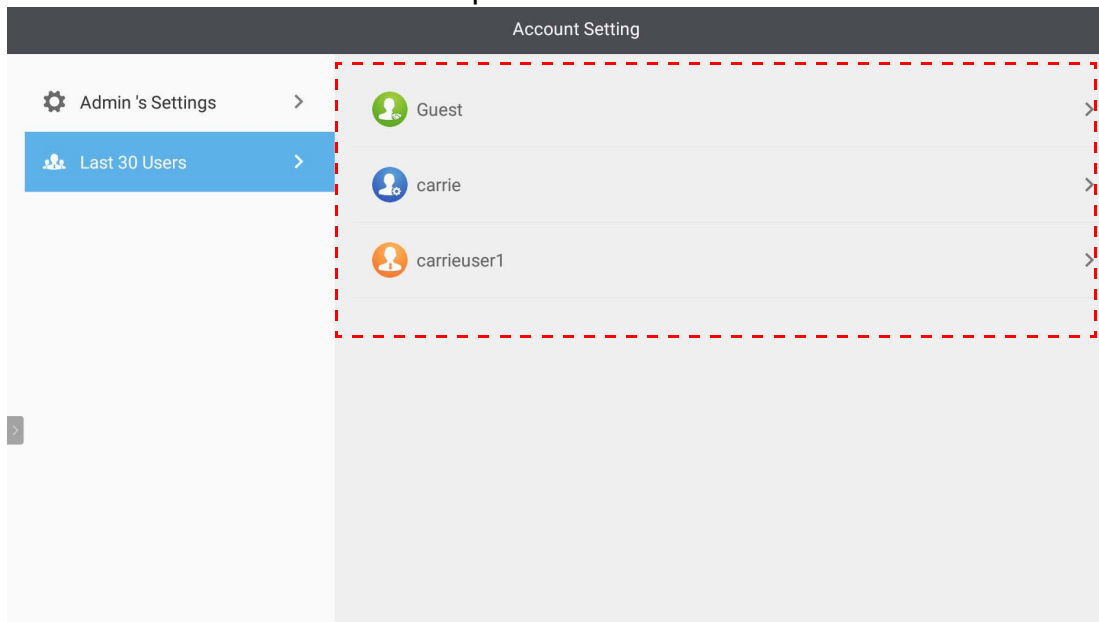 Account Setting
Admin 's Settings
Last 30 Users
Guest
carrie
carrieuser1